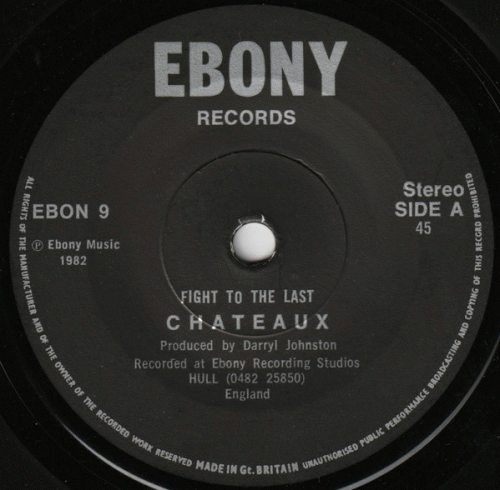 EBONY
RECORDS
EBON 9
Ⓟ Ebony Music
1982
Stereo
SIDE A
45
FIGHT TO THE LAST
CHATEAUX
Produced by Darryl Johnston
Recorded at Ebony Recording Studios
HULL (0482 25850)
England
ALL RIGHTS OF THE MANUFACTURER AND OF THE OWNER OF THE RECORDED WORK RESERVED MADE IN Gt. BRITAIN UNAUTHORISED PUBLIC PERFORMANCE BROADCASTING AND COPYING OF THIS RECORD PROHIBITED